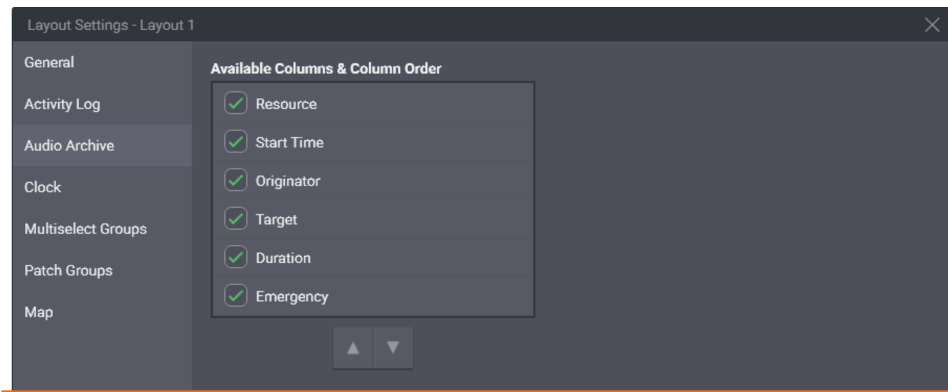 Layout Settings - Layout 1
General
Activity Log
Audio Archive
Clock
Multiselect Groups
Patch Groups
Map
Available Columns & Column Order
Resource
Start Time
Originator
Target
Duration
Emergency